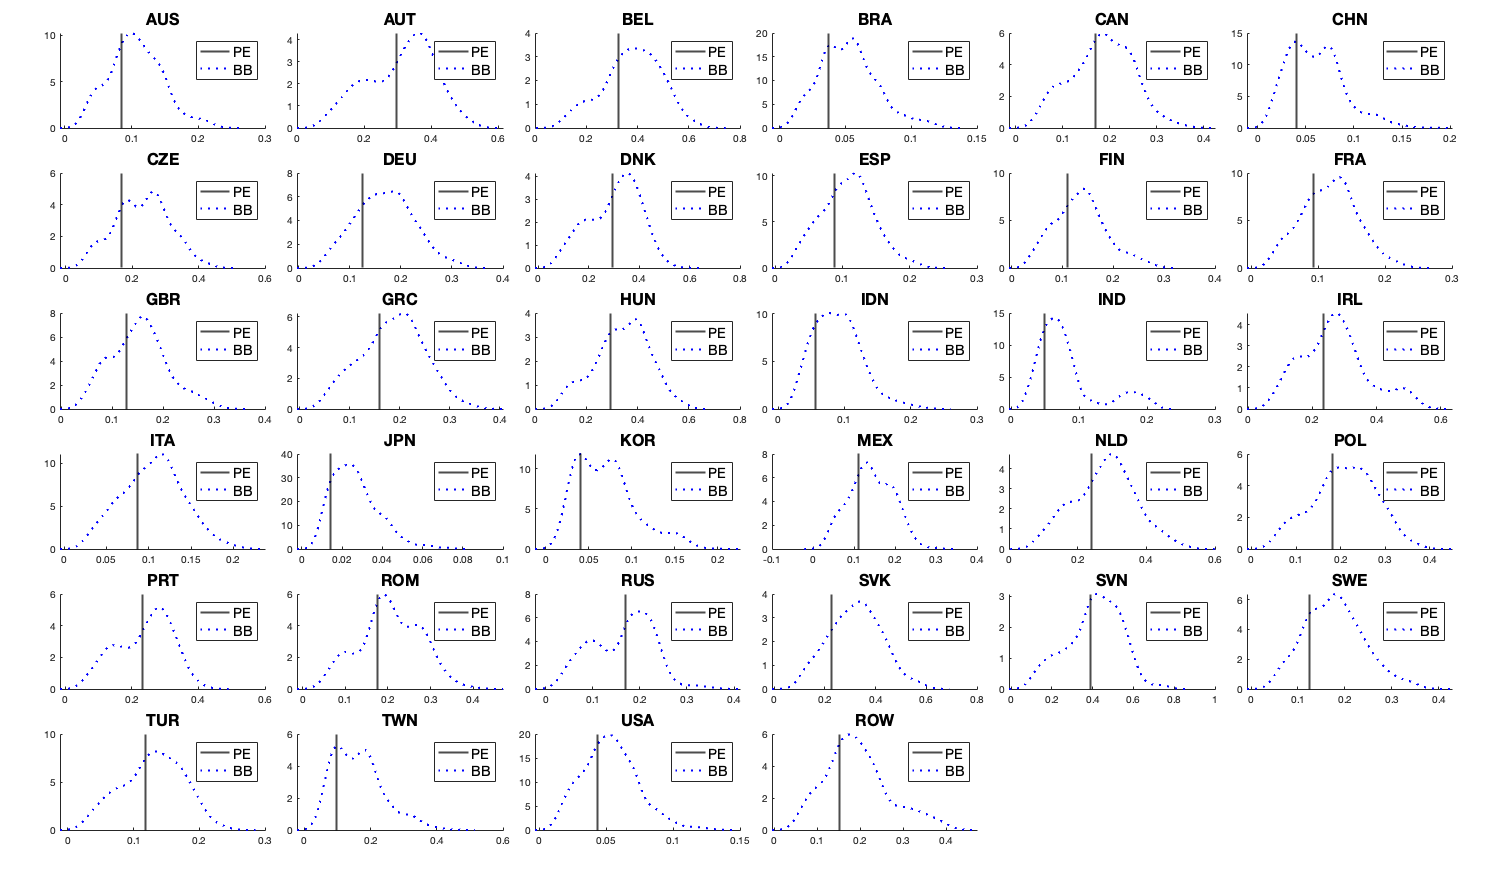 AUS
10
5
0
PE
BB
0 0.1 0.2 0.3
AUT
4
3
2
1
0
PE
BB
0 0.2 0.4 0.6
BEL
4
3
2
1
0
PE
BB
0 0.2 0.4 0.6 0.8
BRA
20
15
10
5
0
PE
BB
0 0.05 0.1 0.15
CAN
6
4
2
0
PE
BB
0 0.1 0.2 0.3 0.4
CHN
15
10
5
0
PE
BB
0 0.05 0.1 0.15 0.2
CZE
6
4
2
0
PE
BB
0 0.2 0.4 0.6
DEU
8
6
4
2
0
PE
BB
0 0.1 0.2 0.3 0.4
DNK
4
3
2
1
0
PE
BB
0 0.2 0.4 0.6 0.8
ESP
10
5
0
PE
BB
0 0.1 0.2 0.3
FIN
10
5
0
PE
BB
0 0.1 0.2 0.3 0.4
FRA
10
5
0
PE
BB
0 0.1 0.2 0.3
GBR
8
6
4
2
0
PE
BB
0 0.1 0.2 0.3 0.4
GRC
6
4
2
0
PE
BB
0 0.1 0.2 0.3 0.4
HUN
4
3
2
1
0
PE
BB
0 0.2 0.4 0.6 0.8
IDN
10
5
0
PE
BB
0 0.1 0.2 0.3
IND
15
10
5
0
PE
BB
0 0.1 0.2 0.3
IRL
4
3
2
1
0
PE
BB
0 0.2 0.4 0.6
ITA
10
5
0
PE
BB
0 0.05 0.1 0.15 0.2
JPN
40
30
20
10
0
PE
BB
0 0.02 0.04 0.06 0.08 0.1
KOR
10
5
0
PE
BB
0 0.05 0.1 0.15 0.2
MEX
8
6
4
2
0
PE
BB
-0.1 0 0.1 0.2 0.3 0.4
NLD
4
3
2
1
0
PE
BB
0 0.2 0.4 0.6
POL
6
4
2
0
PE
BB
0 0.1 0.2 0.3 0.4
PRT
6
4
2
0
PE
BB
0 0.2 0.4 0.6
ROM
6
4
2
0
PE
BB
0 0.1 0.2 0.3 0.4
RUS
8
6
4
2
0
PE
BB
0 0.1 0.2 0.3 0.4
SVK
4
3
2
1
0
PE
BB
0 0.2 0.4 0.6 0.8
SVN
3
2
1
0
PE
BB
0 0.2 0.4 0.6 0.8 1
SWE
6
4
2
0
PE
BB
0 0.1 0.2 0.3 0.4
TUR
10
5
0
PE
BB
0 0.1 0.2 0.3
TWN
6
4
2
0
PE
BB
0 0.2 0.4 0.6
USA
20
15
10
5
0
PE
BB
0 0.05 0.1 0.15
ROW
6
4
2
0
PE
BB
0 0.1 0.2 0.3 0.4